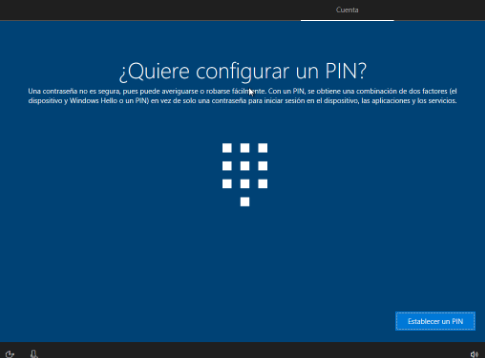 Cuenta
¿Quiere configurar un PIN?
Una contraseña no es segura, pues puede averiguarse o robarse fácilmente. Con un PIN, se obtiene una combinación de dos factores (el
dispositivo y Windows Hello o un PIN) en vez de solo una contraseña para iniciar sesión en el dispositivo, las aplicaciones y los servicios.
Establecer un PIN